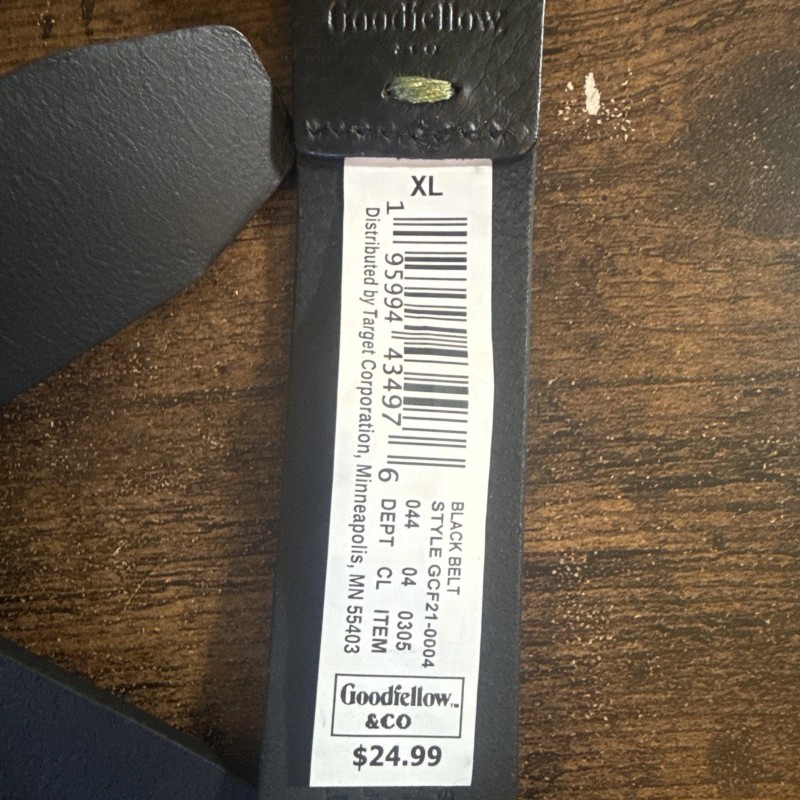 Goodfellow
& CO
XL
1 95994 43497 6
Distributed by Target Corporation, Minneapolis, MN 55403
BLACK BELT
STYLE GCF21-0004
044 04 0305
DEPT CL ITEM
Goodfellow™
&CO
$24.99